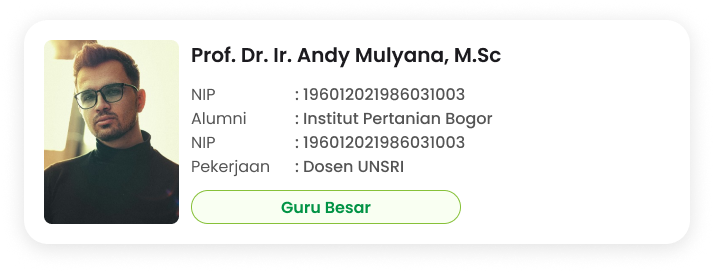 Prof. Dr. Ir. Andy Mulyana, M.Sc
NIP : 196012021986031003
Alumni : Institut Pertanian Bogor
NIP : 196012021986031003
Pekerjaan : Dosen UNSRI
Guru Besar